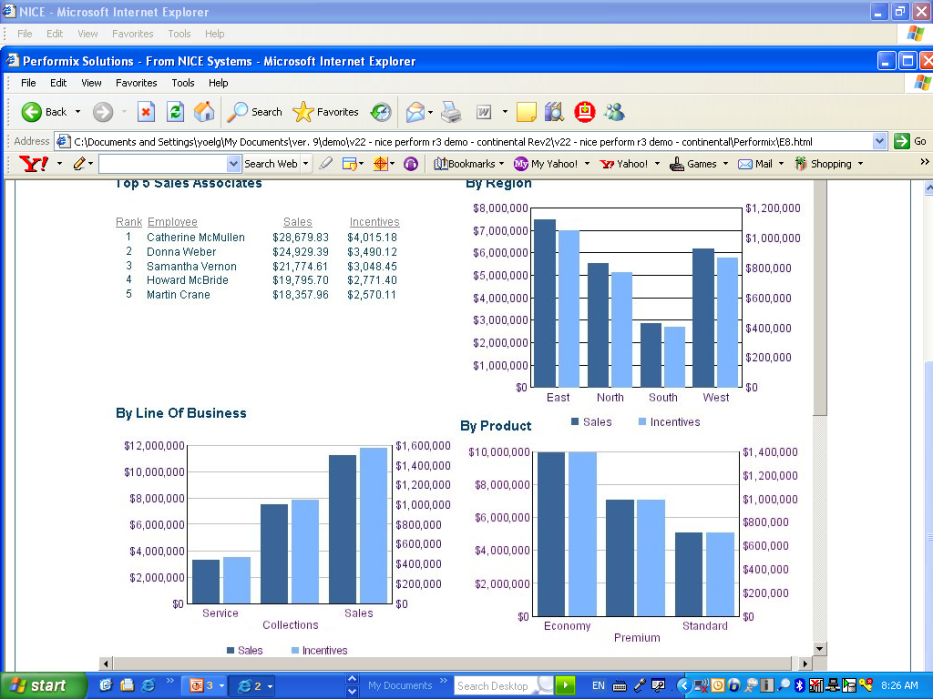 NICE - Microsoft Internet Explorer
File Edit View Favorites Tools Help
Performix Solutions - From NICE Systems - Microsoft Internet Explorer
File Edit View Favorites Tools Help
Back Search Favorites
Address C:\Documents and Settings\yoelg\My Documents\ver. 9\demo\v22 - nice perform r3 demo - continental Rev2\v22 - nice perform r3 demo - continental\Performix\E8.html Go
Y! Search Web Bookmarks My Yahoo! Yahoo! Games Mail Shopping »
Top 5 Sales Associates
Rank Employee Sales Incentives
1 Catherine McMullen $28,679.83 $4,015.18
2 Donna Weber $24,929.39 $3,490.12
3 Samantha Vernon $21,774.61 $3,048.45
4 Howard McBride $19,795.70 $2,771.40
5 Martin Crane $18,357.96 $2,570.11
By Region
$8,000,000 $1,200,000
$7,000,000 $1,000,000
$6,000,000 $800,000
$5,000,000
$4,000,000 $600,000
$3,000,000 $400,000
$2,000,000 $200,000
$1,000,000
$0 $0
East North South West
Sales Incentives
By Line Of Business
$12,000,000 $1,600,000
$1,400,000
$10,000,000 $1,200,000
$8,000,000 $1,000,000
$6,000,000 $800,000
$600,000
$4,000,000 $400,000
$2,000,000 $200,000
$0 $0
Service Sales
Collections
Sales Incentives
By Product
$10,000,000 $1,400,000
$1,200,000
$8,000,000 $1,000,000
$6,000,000 $800,000
$4,000,000 $600,000
$400,000
$2,000,000 $200,000
$0 $0
Economy Standard
Premium
start » 3 2 My Documents » Search Desktop EN 8:26 AM